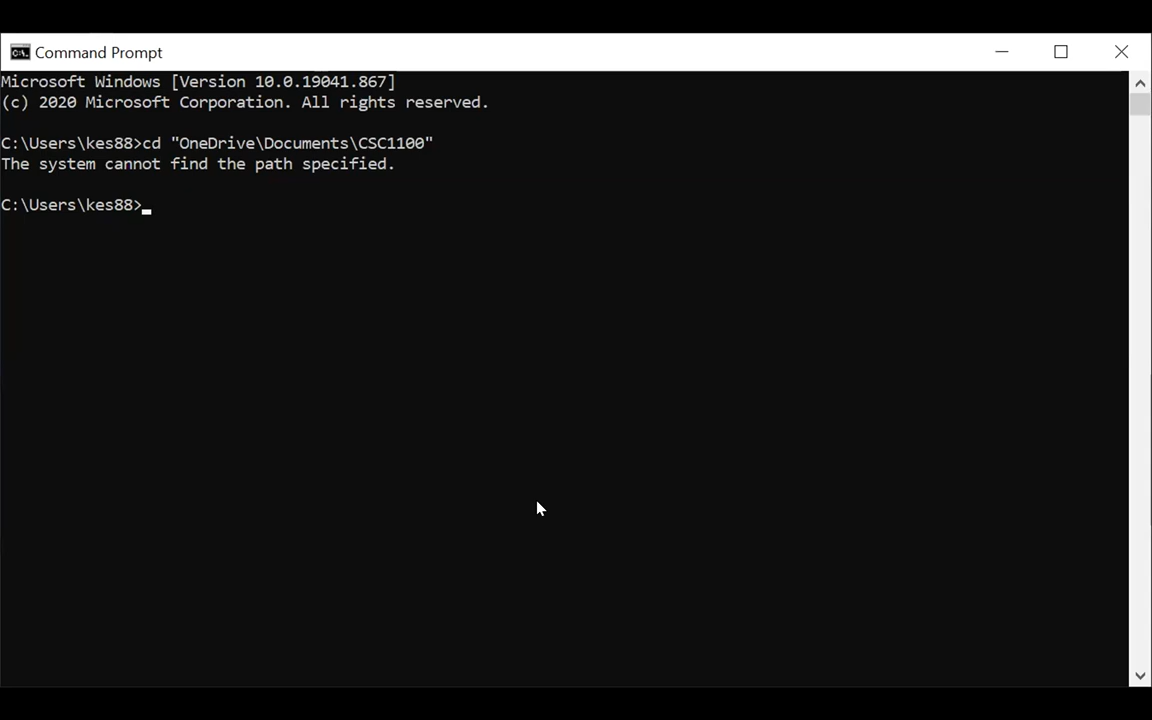 Command Prompt
Microsoft Windows [Version 10.0.19041.867]
(c) 2020 Microsoft Corporation. All rights reserved.
C:\Users\kes88>cd "OneDrive\Documents\CSC1100"
The system cannot find the path specified.
C:\Users\kes88>